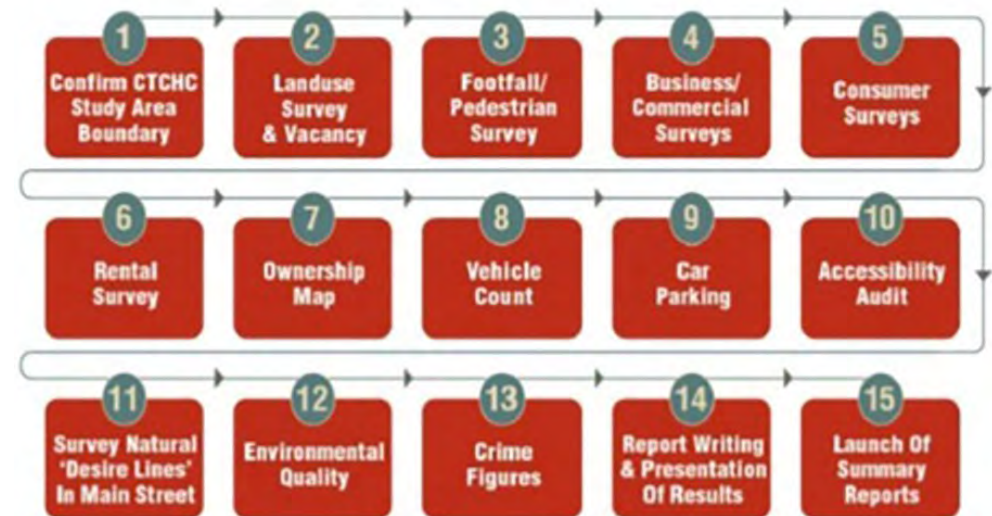 1
Confirm CTCHC
Study Area
Boundary
2
Landuse
Survey
& Vacancy
3
Footfall/
Pedestrian
Survey
4
Business/
Commercial
Surveys
5
Consumer
Surveys
6
Rental
Survey
7
Ownership
Map
8
Vehicle
Count
9
Car
Parking
10
Accessibility
Audit
11
Survey Natural
'Desire Lines'
In Main Street
12
Environmental
Quality
13
Crime
Figures
14
Report Writing
& Presentation
Of Results
15
Launch Of
Summary
Reports